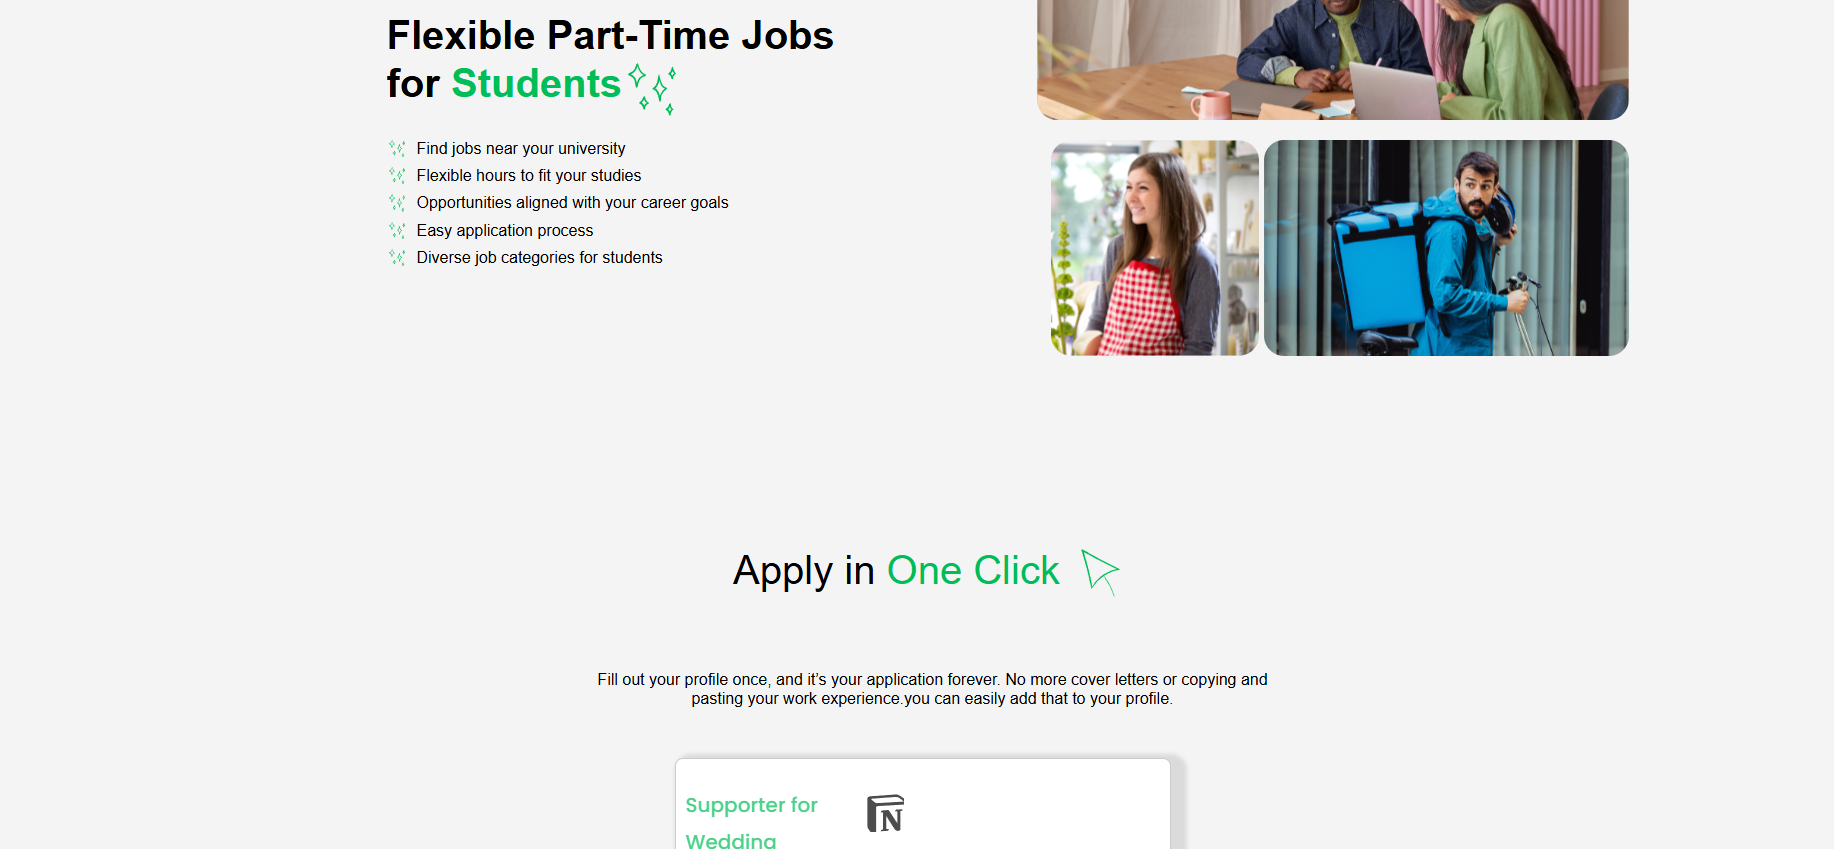 Flexible Part-Time Jobs
for Students
Find jobs near your university
Flexible hours to fit your studies
Opportunities aligned with your career goals
Easy application process
Diverse job categories for students
Apply in One Click
Fill out your profile once, and it’s your application forever. No more cover letters or copying and
pasting your work experience.you can easily add that to your profile.
Supporter for
N
Wedding